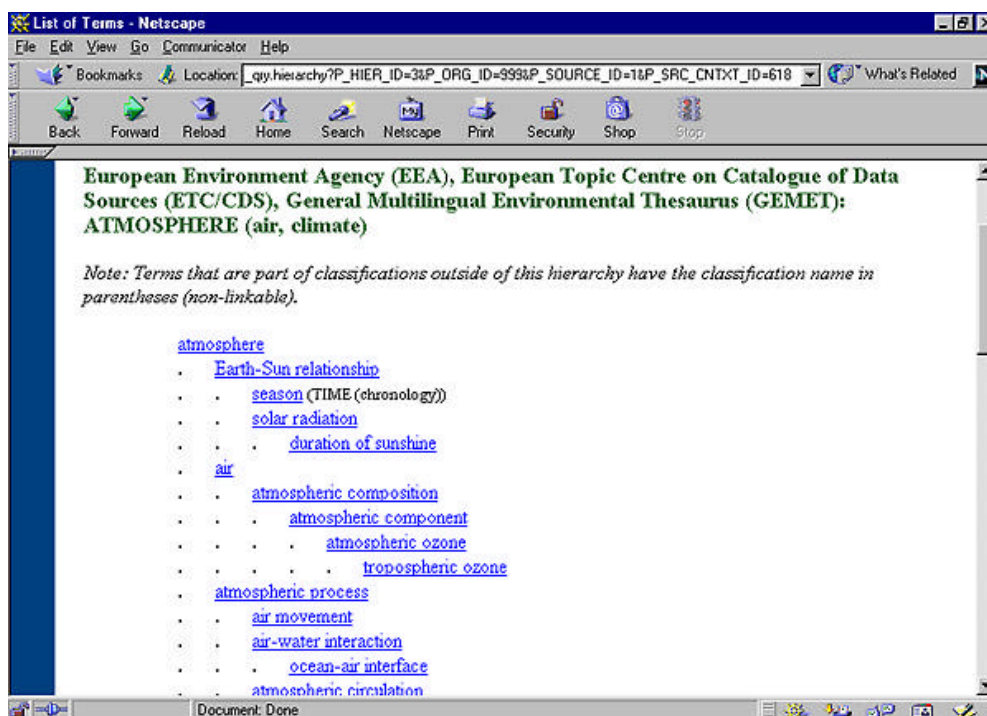 List of Terms - Netscape
File Edit View Go Communicator Help
Bookmarks Location: _qry.hierarchy?P_HIER_ID=3&P_ORG_ID=999&P_SOURCE_ID=1&P_SRC_CNTXT_ID=618 What's Related N
Back Forward Reload Home Search Netscape Print Security Shop Stop
European Environment Agency (EEA), European Topic Centre on Catalogue of Data
Sources (ETC/CDS), General Multilingual Environmental Thesaurus (GEMET):
ATMOSPHERE (air, climate)
Note: Terms that are part of classifications outside of this hierarchy have the classification name in
parentheses (non-linkable).
atmosphere
. Earth-Sun relationship
. . season (TIME (chronology))
. . solar radiation
. . . duration of sunshine
. air
. . atmospheric composition
. . . atmospheric component
. . . . atmospheric ozone
. . . . . tropospheric ozone
. atmospheric process
. . air movement
. . air-water interaction
. . . ocean-air interface
. . atmospheric circulation
Document: Done